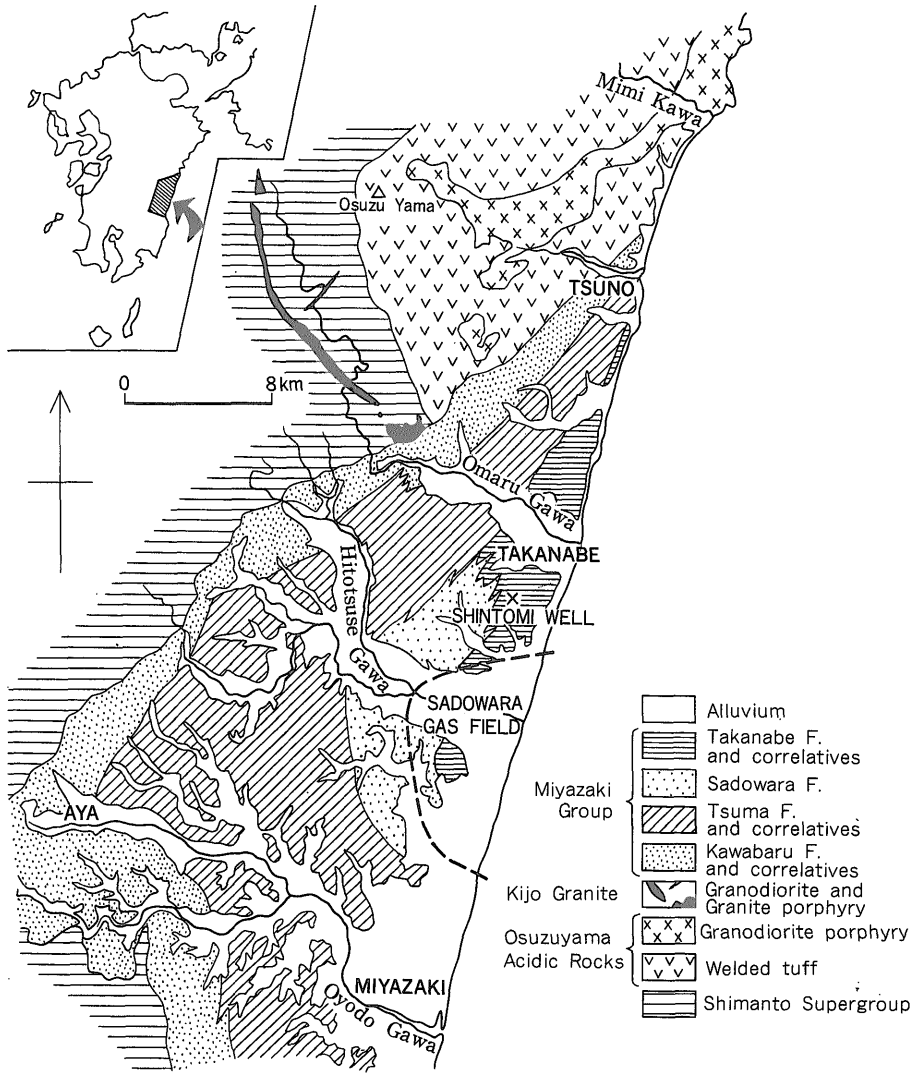 Mimi Kawa
Osuzu Yama
TSUNO
0 8 km
Omaru Gawa
TAKANABE
Hitotsuse Gawa
SHINTOMI WELL
SADOWARA
GAS FIELD
AYA
MIYAZAKI
Oyodo Gawa
Alluvium
Miyazaki
Group
Takanabe F.
and correlatives
Sadowara F.
Tsuma F.
and correlatives
Kawabaru F.
and correlatives
Kijo Granite
Granodiorite and
Granite porphyry
Osuzuyama
Acidic Rocks
Granodiorite porphyry
Welded tuff
Shimanto Supergroup